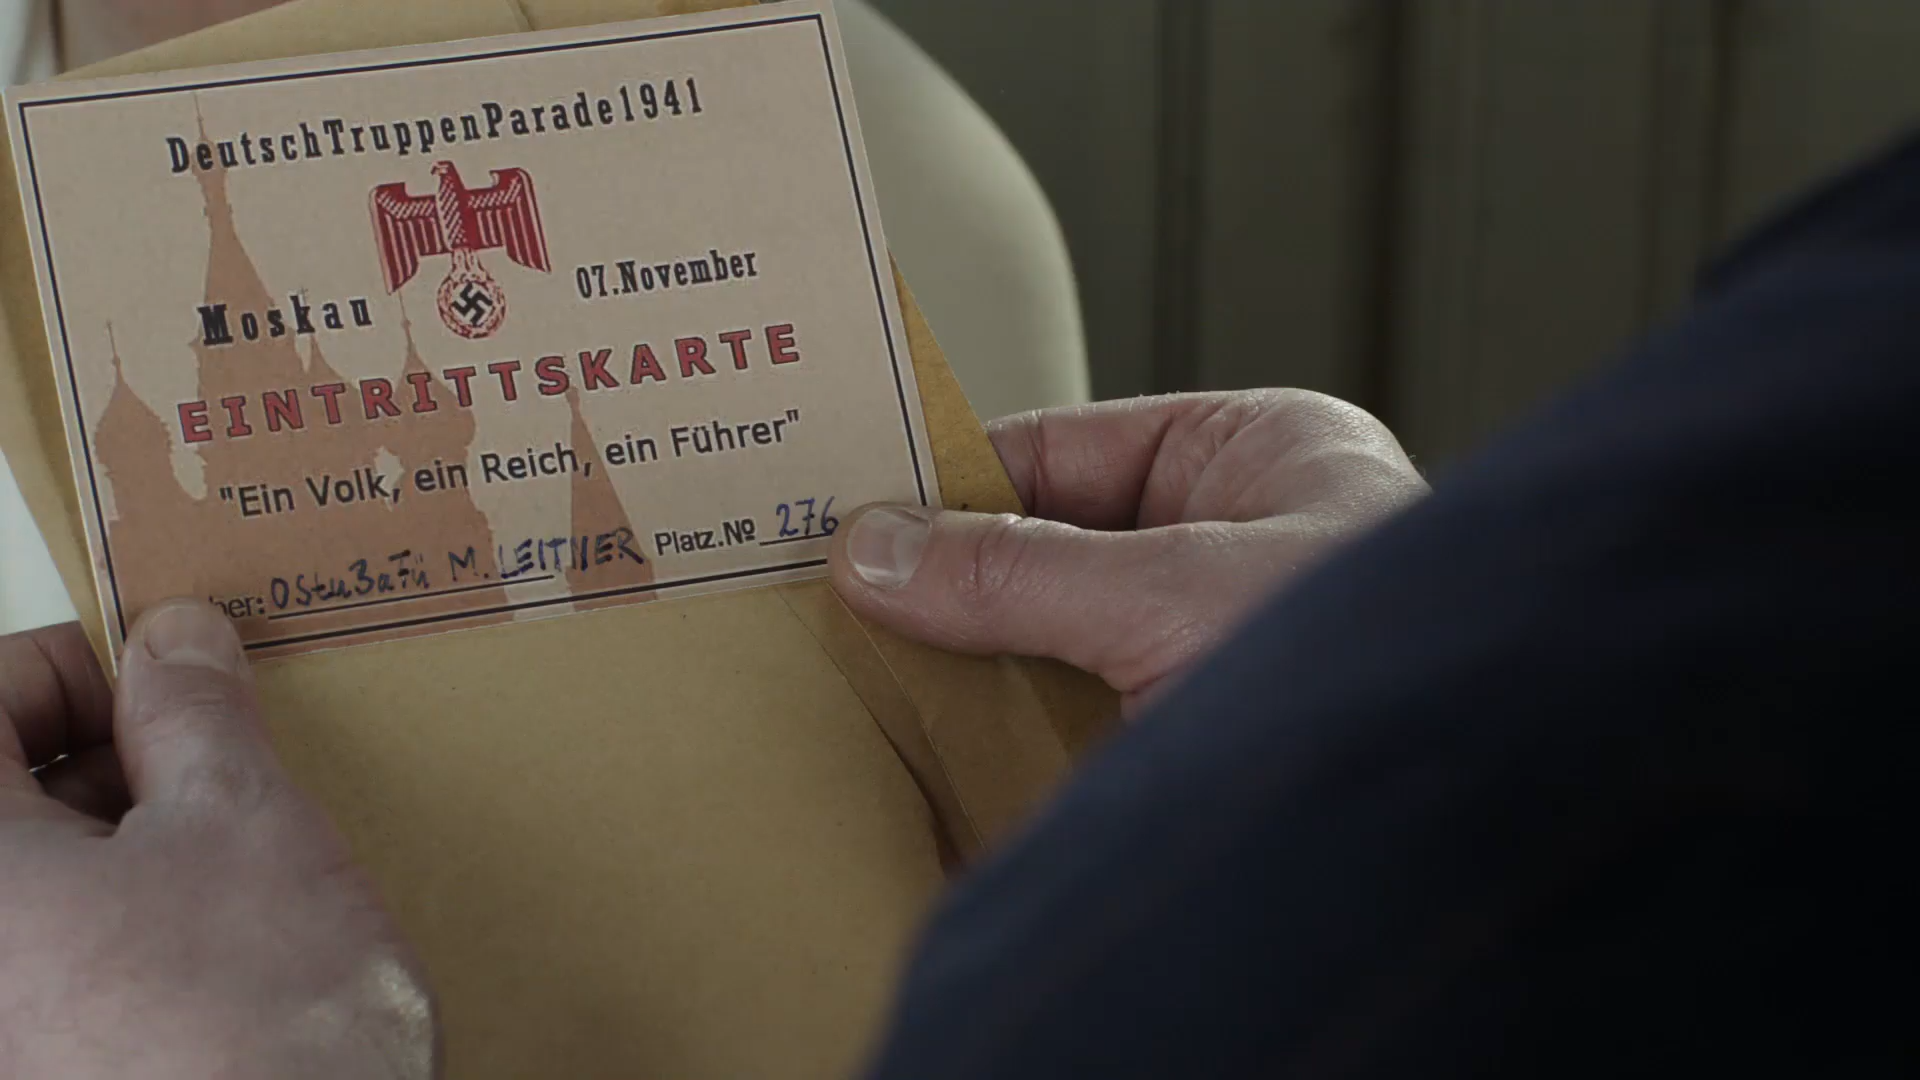 DeutschTruppenParade1941
Moskau 07.November
EINTRITTSKARTE
"Ein Volk, ein Reich, ein Führer"
OStuBaFü M. LEITNER Platz.№ 276